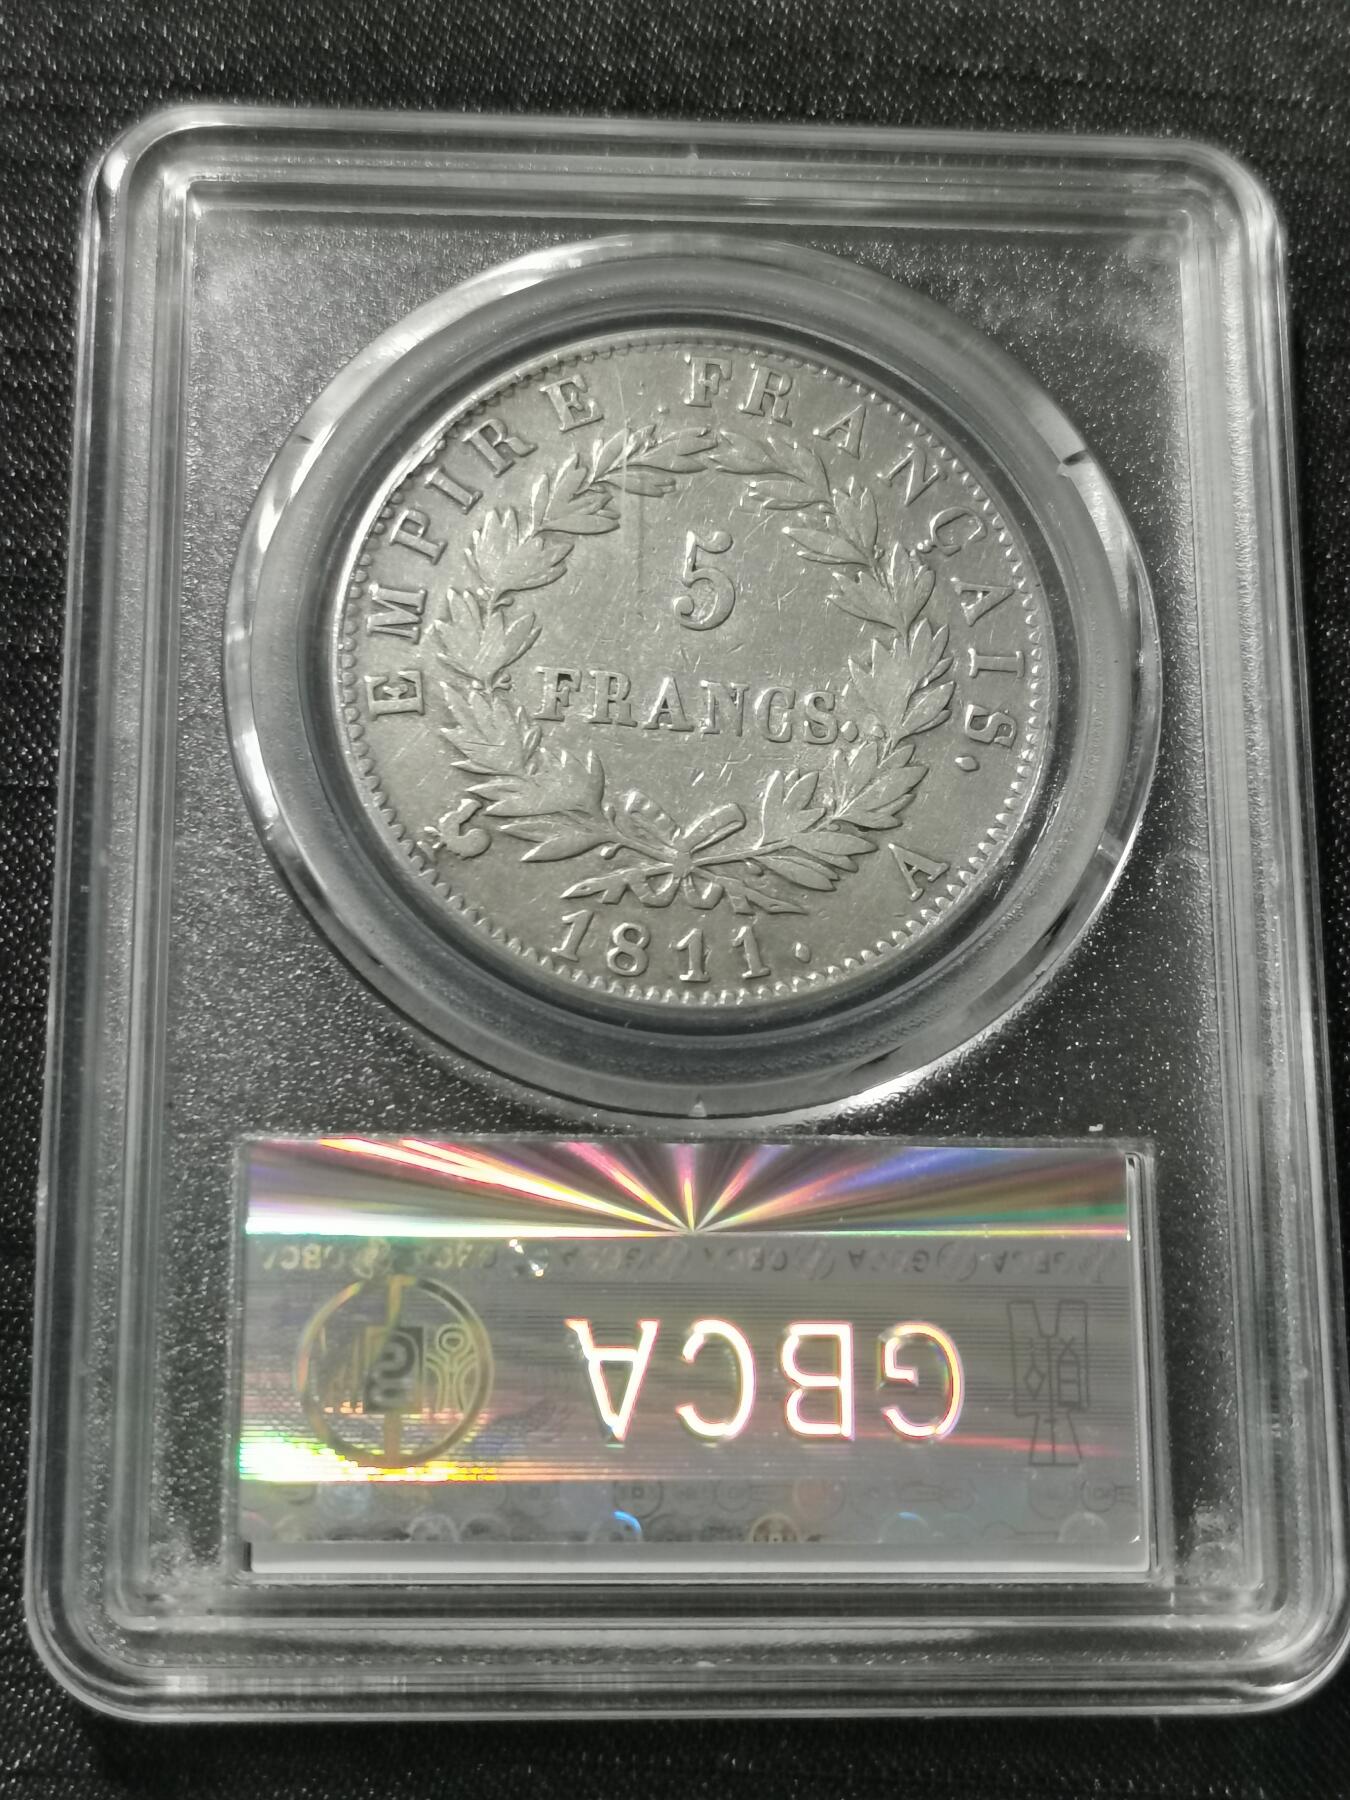 EMPIRE FRANÇAIS.
5
FRANCS.
A
1811.
GBCA